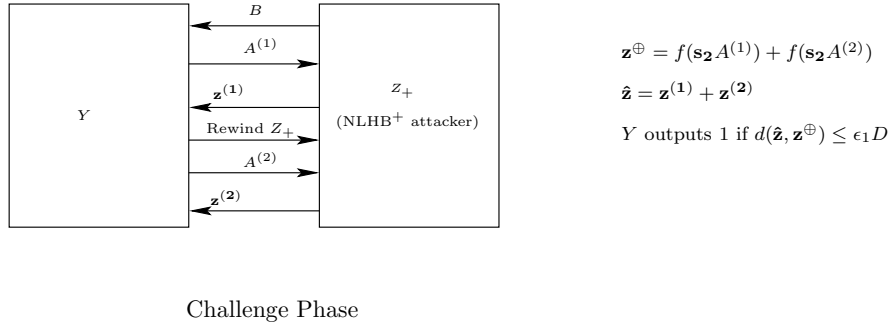 B
A^(1)
z^(1)
Rewind Z_+
A^(2)
z^(2)
Y
Z_+
(NLHB^+ attacker)
z^⊕ = f(s_2 A^(1)) + f(s_2 A^(2))
ẑ = z^(1) + z^(2)
Y outputs 1 if d(ẑ, z^⊕) ≤ ϵ_1 D
Challenge Phase